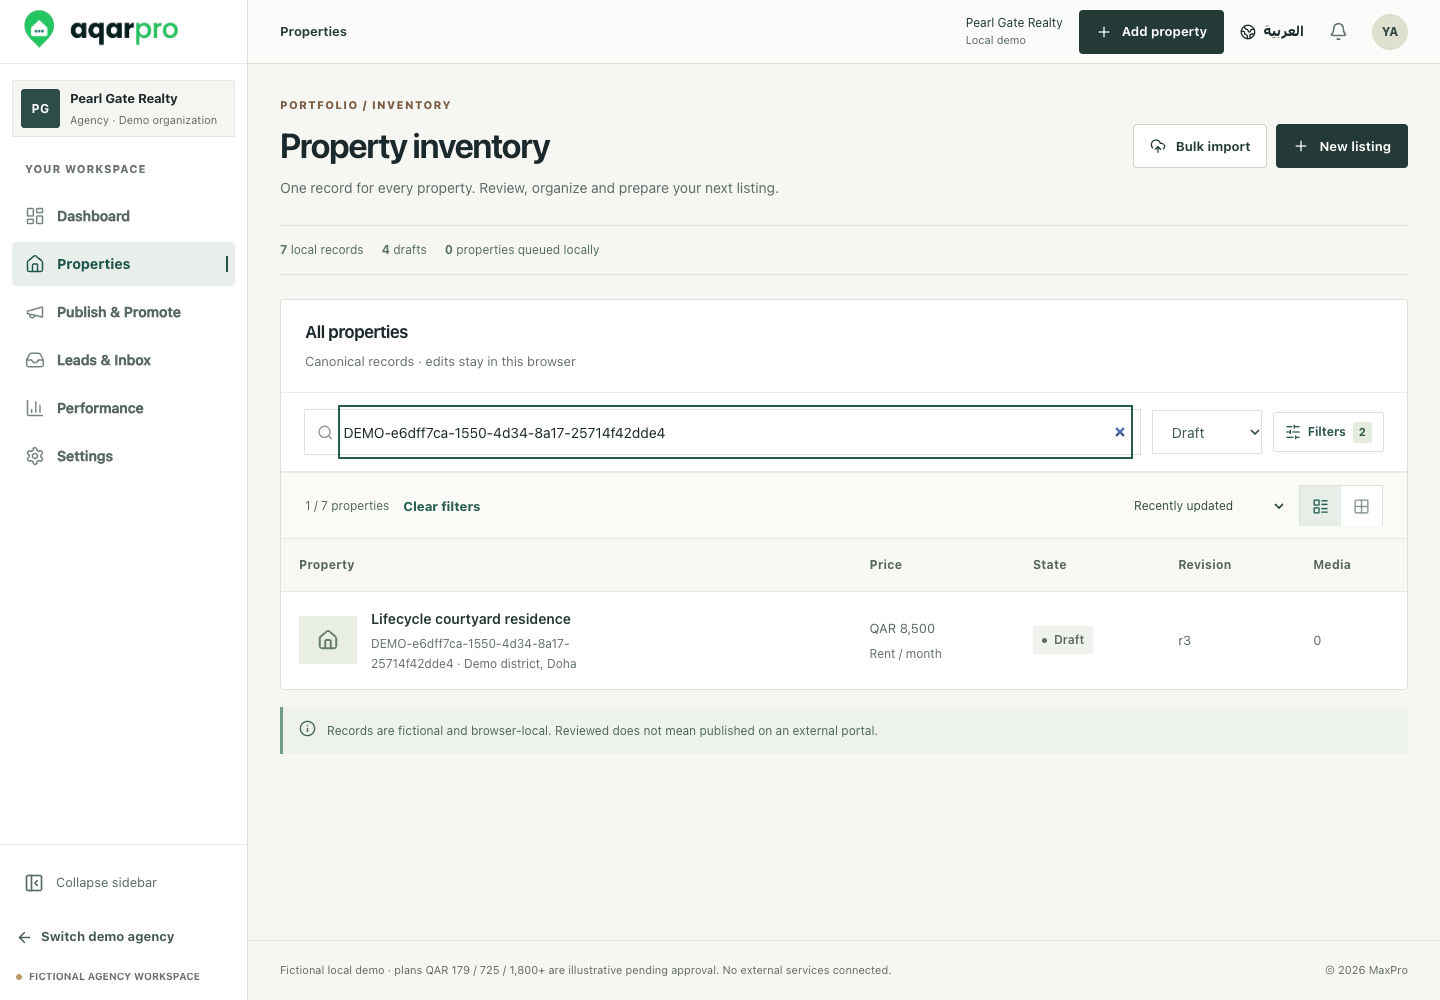 aqarpro
Properties
Pearl Gate Realty
Local demo
Add property
العربية
YA
PG
Pearl Gate Realty
Agency · Demo organization
YOUR WORKSPACE
Dashboard
Properties
Publish & Promote
Leads & Inbox
Performance
Settings
Collapse sidebar
Switch demo agency
FICTIONAL AGENCY WORKSPACE
PORTFOLIO / INVENTORY
Property inventory
One record for every property. Review, organize and prepare your next listing.
Bulk import
New listing
7 local records 4 drafts 0 properties queued locally
All properties
Canonical records · edits stay in this browser
DEMO-e6dff7ca-1550-4d34-8a17-25714f42dde4
Draft
Filters 2
1 / 7 properties Clear filters
Recently updated
Property Price State Revision Media
Lifecycle courtyard residence
DEMO-e6dff7ca-1550-4d34-8a17-
25714f42dde4 · Demo district, Doha
QAR 8,500
Rent / month
Draft
r3
0
Records are fictional and browser-local. Reviewed does not mean published on an external portal.
Fictional local demo · plans QAR 179 / 725 / 1,800+ are illustrative pending approval. No external services connected.
© 2026 MaxPro